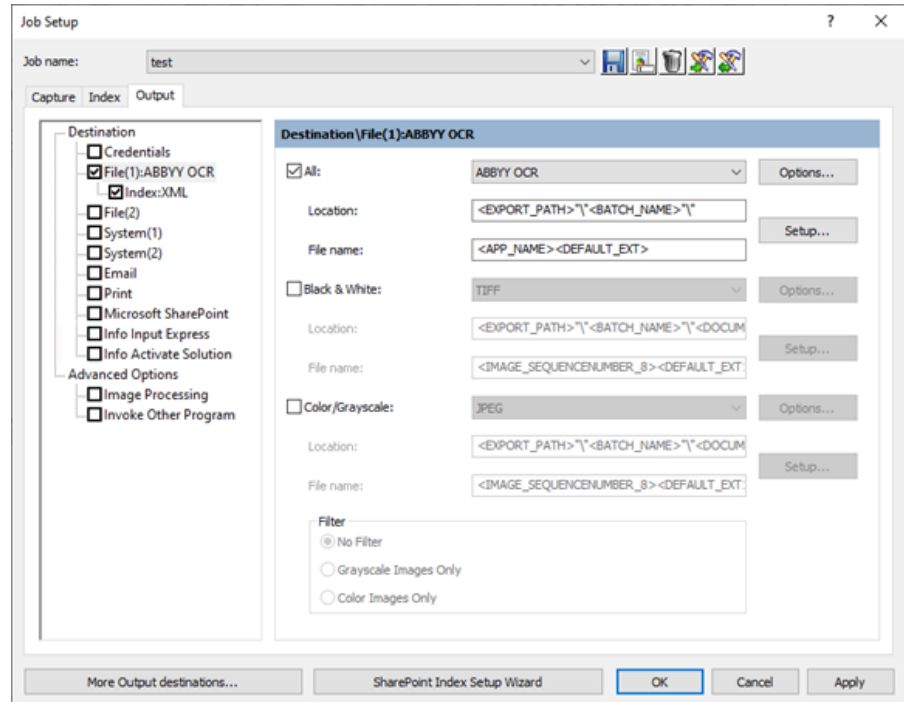 Job Setup
? ×
Job name: test
Capture Index Output
Destination
Credentials
File(1):ABBYY OCR
Index:XML
File(2)
System(1)
System(2)
Email
Print
Microsoft SharePoint
Info Input Express
Info Activate Solution
Advanced Options
Image Processing
Invoke Other Program
Destination\File(1):ABBYY OCR
All: ABBYY OCR Options...
Location: <EXPORT_PATH>"\"<BATCH_NAME>"\"
Setup...
File name: <APP_NAME><DEFAULT_EXT>
Black & White: TIFF Options...
Location: <EXPORT_PATH>"\"<BATCH_NAME>"\"<DOCUM
Setup...
File name: <IMAGE_SEQUENCENUMBER_8><DEFAULT_EXT:
Color/Grayscale: JPEG Options...
Location: <EXPORT_PATH>"\"<BATCH_NAME>"\"<DOCUM
Setup...
File name: <IMAGE_SEQUENCENUMBER_8><DEFAULT_EXT:
Filter
No Filter
Grayscale Images Only
Color Images Only
More Output destinations... SharePoint Index Setup Wizard OK Cancel Apply